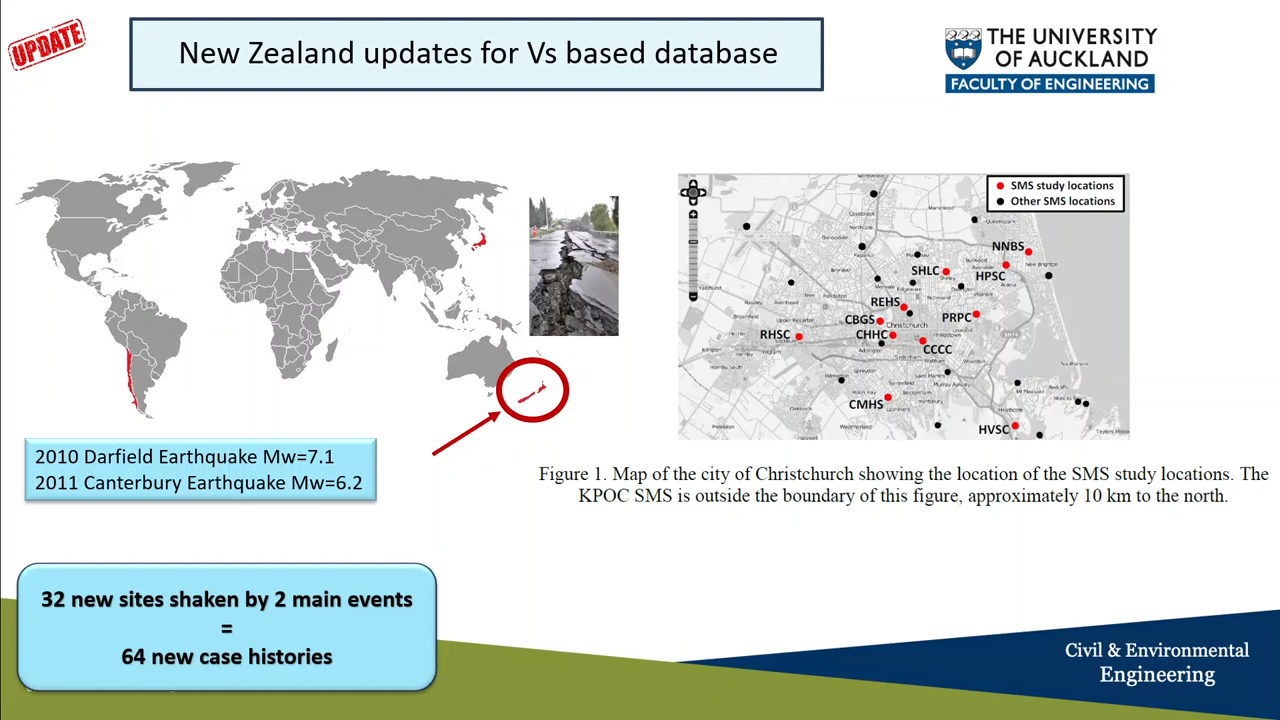 UPDATE
New Zealand updates for Vs based database
THE UNIVERSITY
OF AUCKLAND
FACULTY OF ENGINEERING
SMS study locations
Other SMS locations
NNBS
SHLC
HPSC
REHS
CBGS
PRPC
RHSC
CHHC
Christchurch
CCCC
CMHS
HVSC
2010 Darfield Earthquake Mw=7.1
2011 Canterbury Earthquake Mw=6.2
Figure 1. Map of the city of Christchurch showing the location of the SMS study locations. The
KPOC SMS is outside the boundary of this figure, approximately 10 km to the north.
32 new sites shaken by 2 main events
=
64 new case histories
Civil & Environmental
Engineering